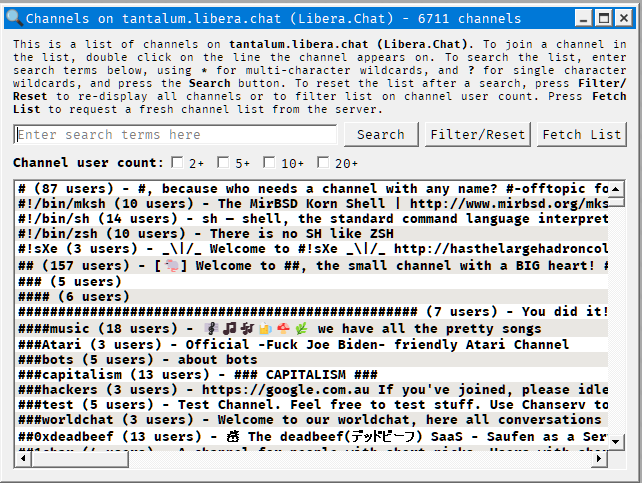 Channels on tantalum.libera.chat (Libera.Chat) - 6711 channels
This is a list of channels on tantalum.libera.chat (Libera.Chat). To join a channel in
the list, double click on the line the channel appears on. To search the list, enter
search terms below, using * for multi-character wildcards, and ? for single character
wildcards, and press the Search button. To reset the list after a search, press Filter/
Reset to re-display all channels or to filter list on channel user count. Press Fetch
List to request a fresh channel list from the server.
Enter search terms here Search Filter/Reset Fetch List
Channel user count: 2+ 5+ 10+ 20+
# (87 users) - #, because who needs a channel with any name? #-offtopic fo
#!/bin/mksh (10 users) - The MirBSD Korn Shell | http://www.mirbsd.org/mks
#!/bin/sh (14 users) - sh — shell, the standard command language interpret
#!/bin/zsh (10 users) - There is no SH like ZSH
#!sXe (3 users) - _\|/_ Welcome to #!sXe _\|/_ http://hasthelargehadroncol
## (157 users) - [🐘] Welcome to ##, the small channel with a BIG heart! #
### (5 users)
#### (6 users)
################################################## (7 users) - You did it!
####music (18 users) - 🎼🎵🎶🍺🍄🌿 we have all the pretty songs
###Atari (3 users) - Official -Fuck Joe Biden- friendly Atari Channel
###bots (5 users) - about bots
###capitalism (13 users) - ### CAPITALISM ###
###hackers (3 users) - https://google.com.au If you've joined, please idle
###test (5 users) - Test Channel. Feel free to test stuff. Use Chanserv to
###worldchat (3 users) - Welcome to our worldchat, here all conversations
##0xdeadbeef (13 users) - The deadbeef(デッドビーフ) SaaS - Saufen as a Ser